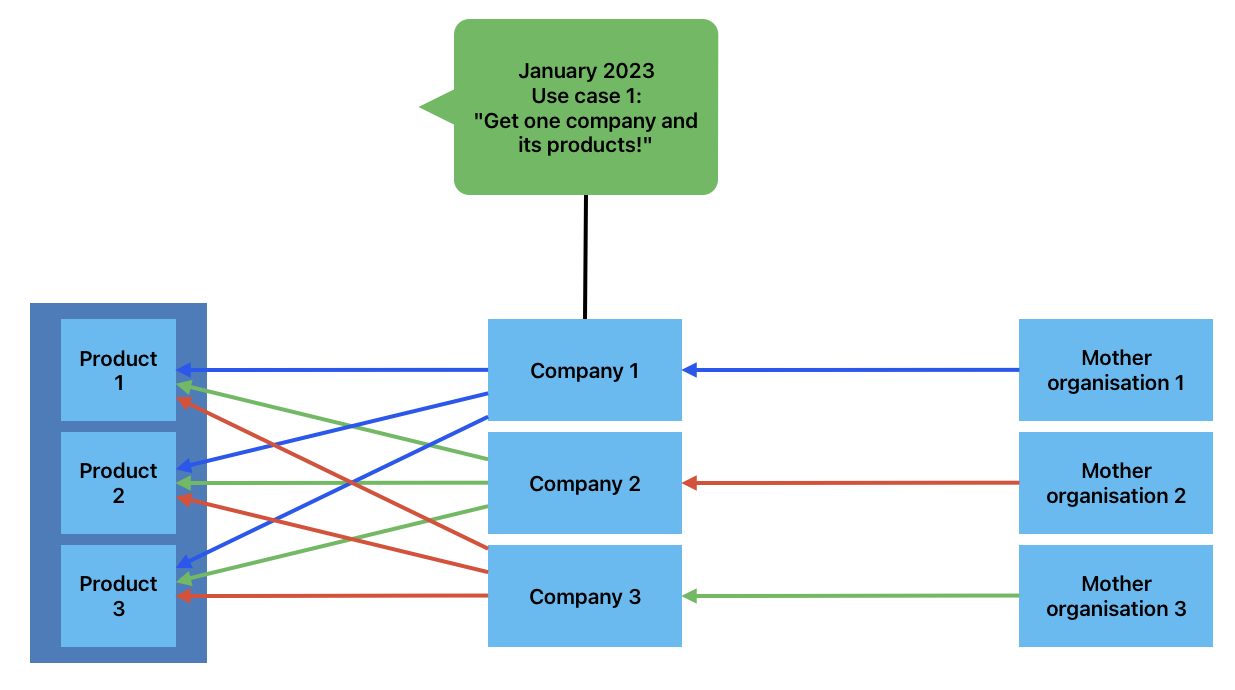 January 2023
Use case 1:
"Get one company and
its products!"
Product
1
Company 1
Mother
organisation 1
Product
2
Company 2
Mother
organisation 2
Product
3
Company 3
Mother
organisation 3